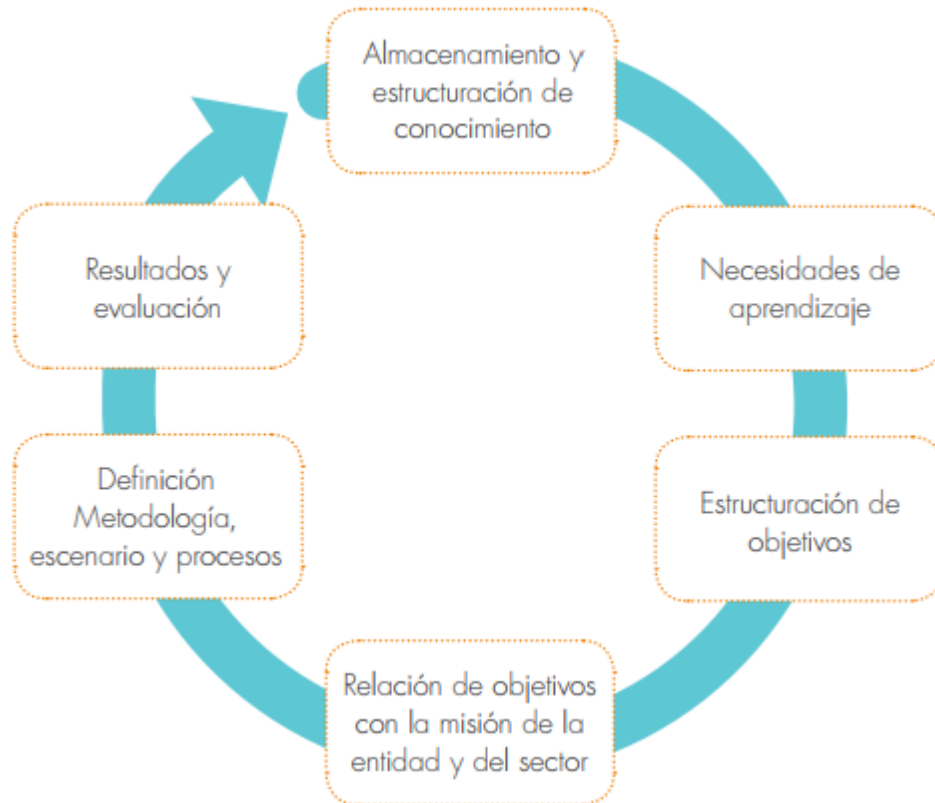 Almacenamiento y
estructuración de
conocimiento
Necesidades de
aprendizaje
Estructuración de
objetivos
Relación de objetivos
con la misión de la
entidad y del sector
Definición
Metodología,
escenario y procesos
Resultados y
evaluación